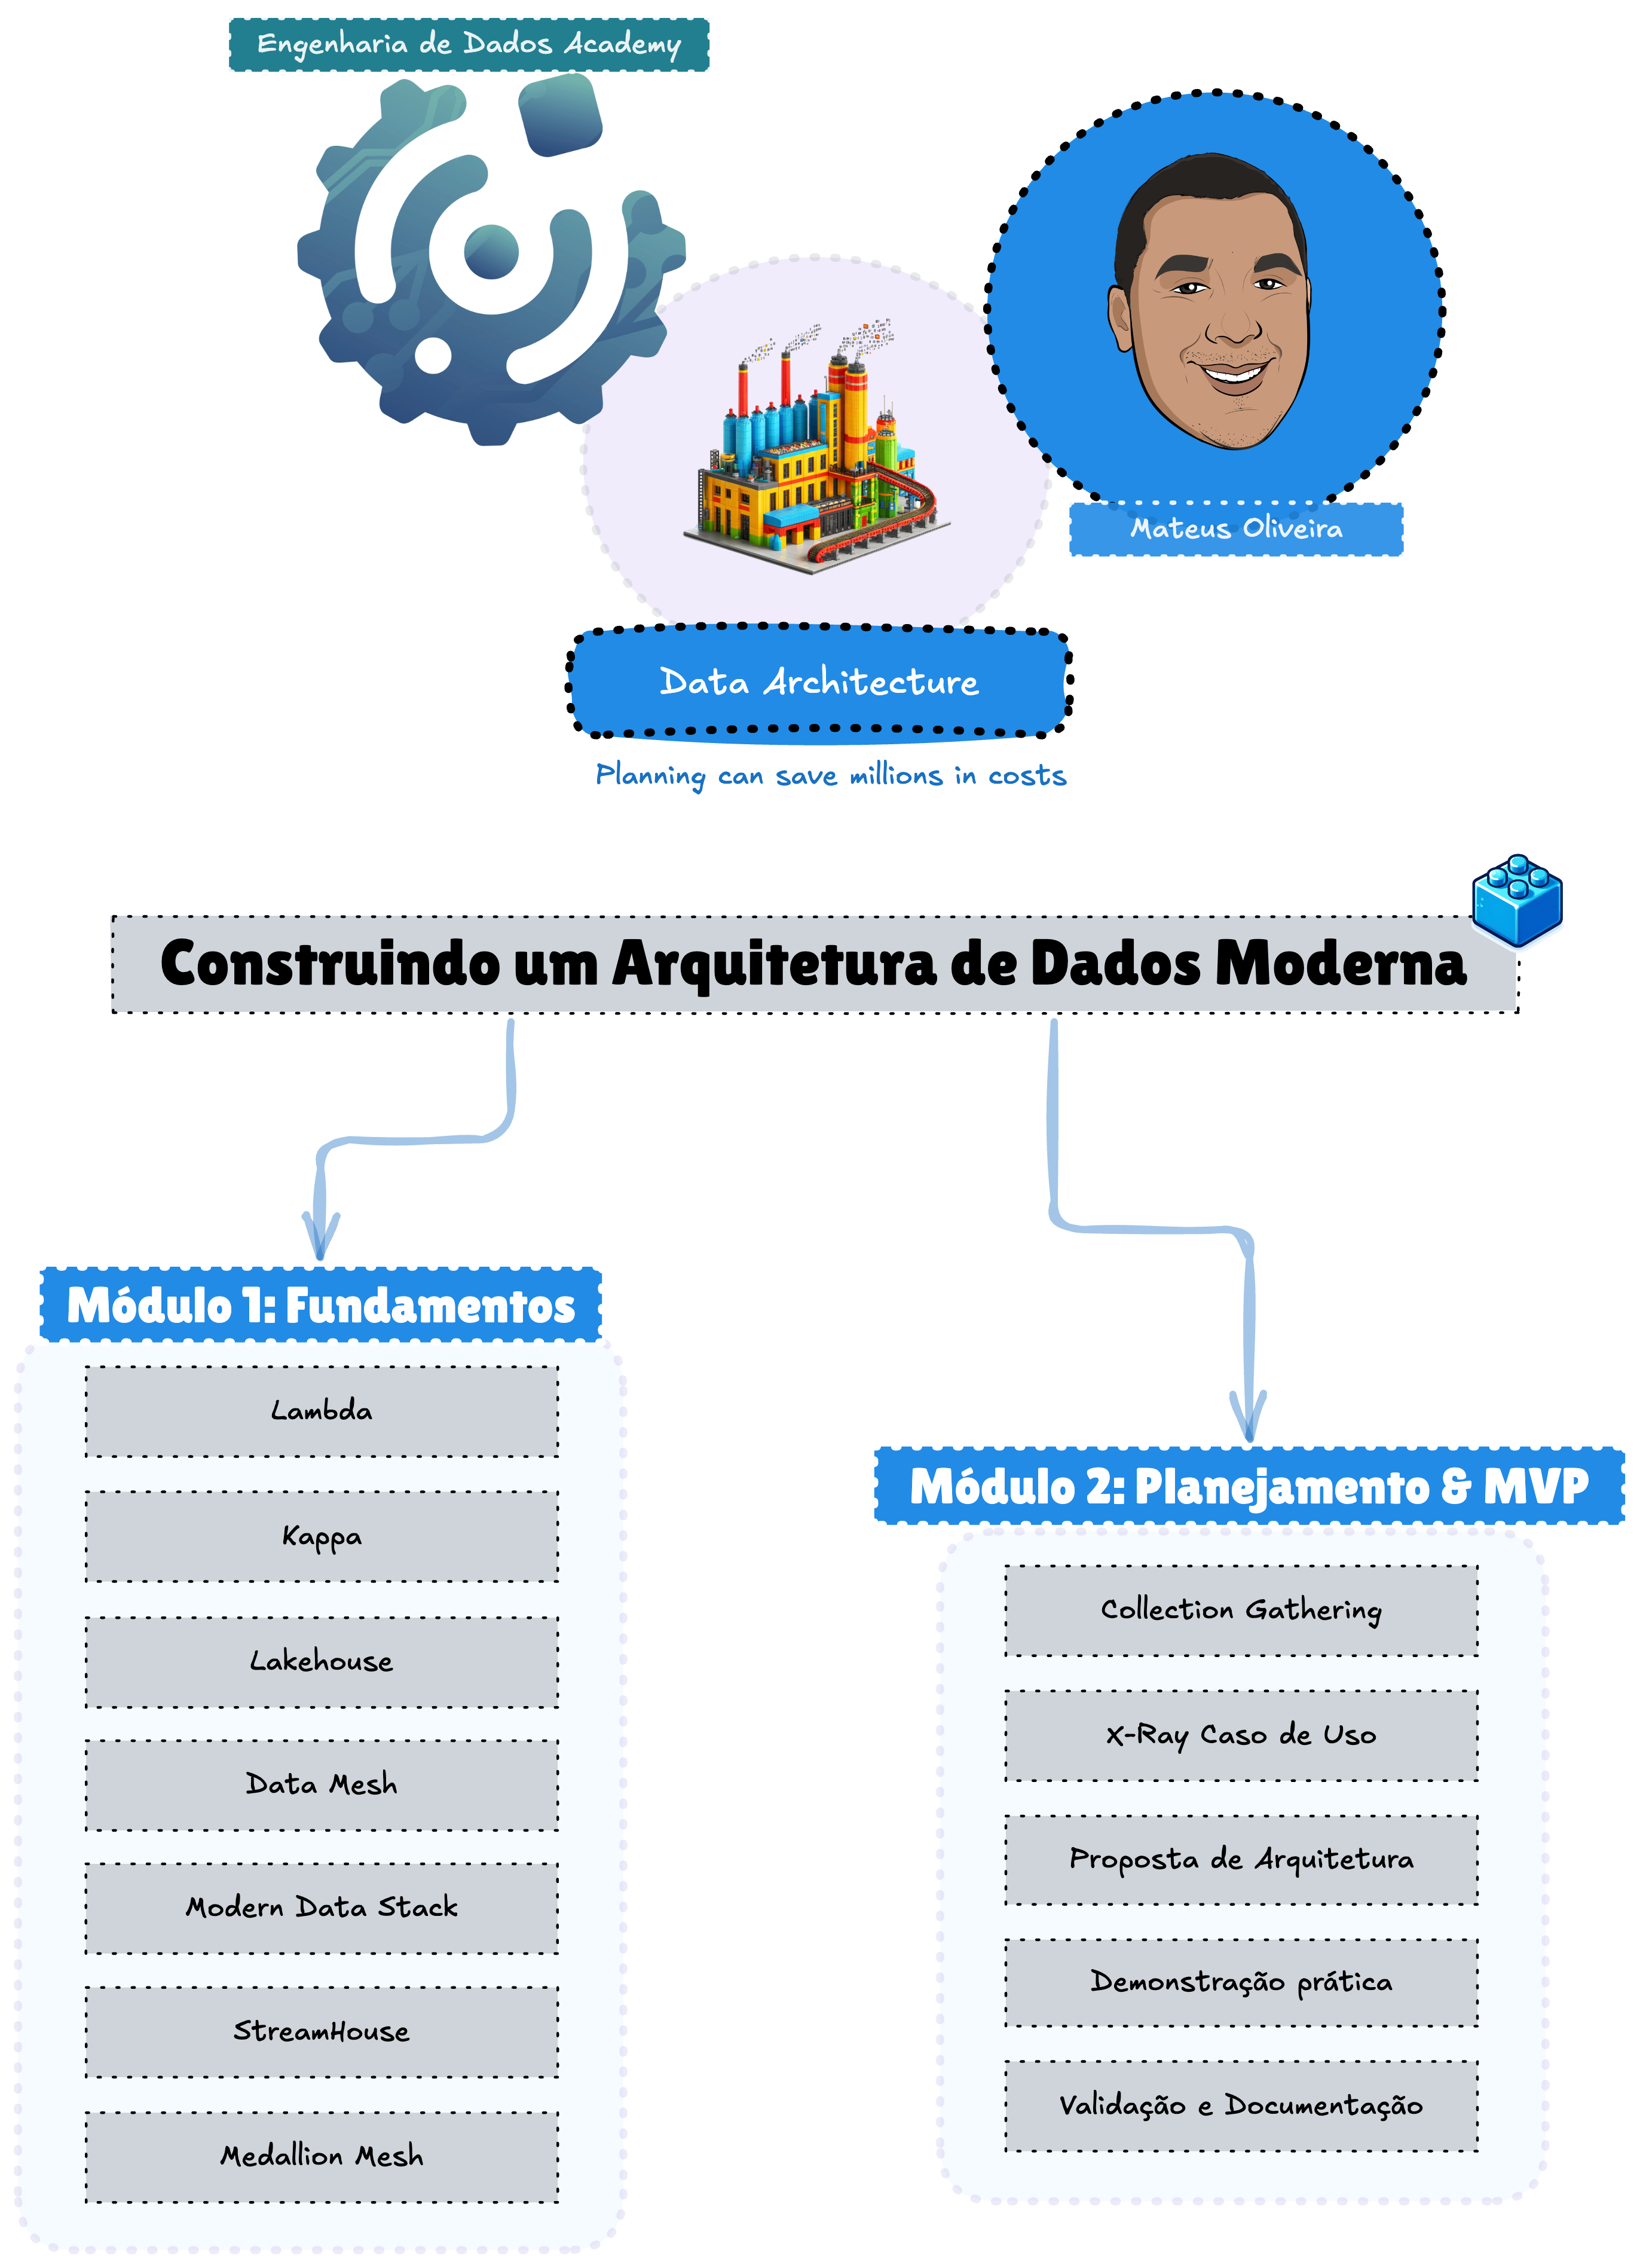 Engenharia de Dados Academy
Mateus Oliveira
Data Architecture
Planning can save millions in costs
Construindo um Arquitetura de Dados Moderna
Módulo 1: Fundamentos
Lambda
Kappa
Lakehouse
Data Mesh
Modern Data Stack
StreamHouse
Medallion Mesh
Módulo 2: Planejamento & MVP
Collection Gathering
X-Ray Caso de Uso
Proposta de Arquitetura
Demonstração prática
Validação e Documentação